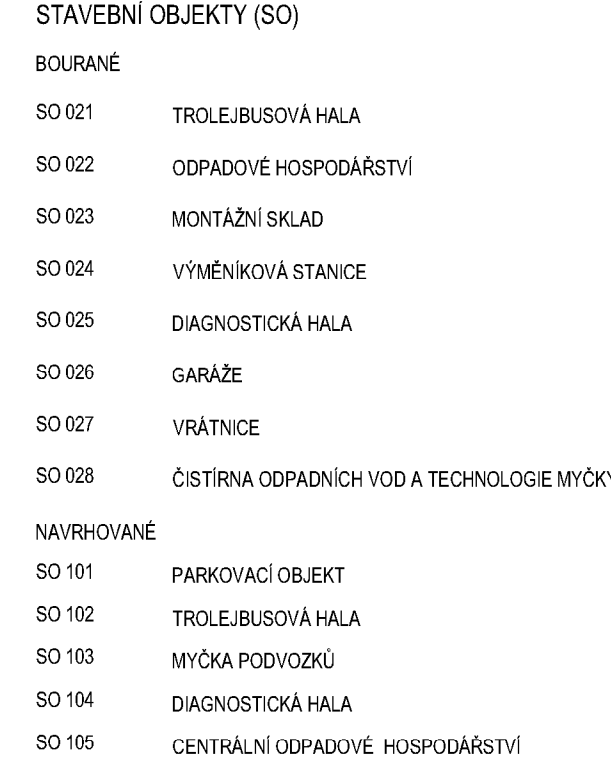 STAVEBNÍ OBJEKTY (SO)
BOURANÉ
SO 021 TROLEJBUSOVÁ HALA
SO 022 ODPADOVÉ HOSPODÁŘSTVÍ
SO 023 MONTÁŽNÍ SKLAD
SO 024 VÝMĚNÍKOVÁ STANICE
SO 025 DIAGNOSTICKÁ HALA
SO 026 GARÁŽE
SO 027 VRÁTNICE
SO 028 ČISTÍRNA ODPADNÍCH VOD A TECHNOLOGIE MYČKY
NAVRHOVANÉ
SO 101 PARKOVACÍ OBJEKT
SO 102 TROLEJBUSOVÁ HALA
SO 103 MYČKA PODVOZKŮ
SO 104 DIAGNOSTICKÁ HALA
SO 105 CENTRÁLNÍ ODPADOVÉ HOSPODÁŘSTVÍ